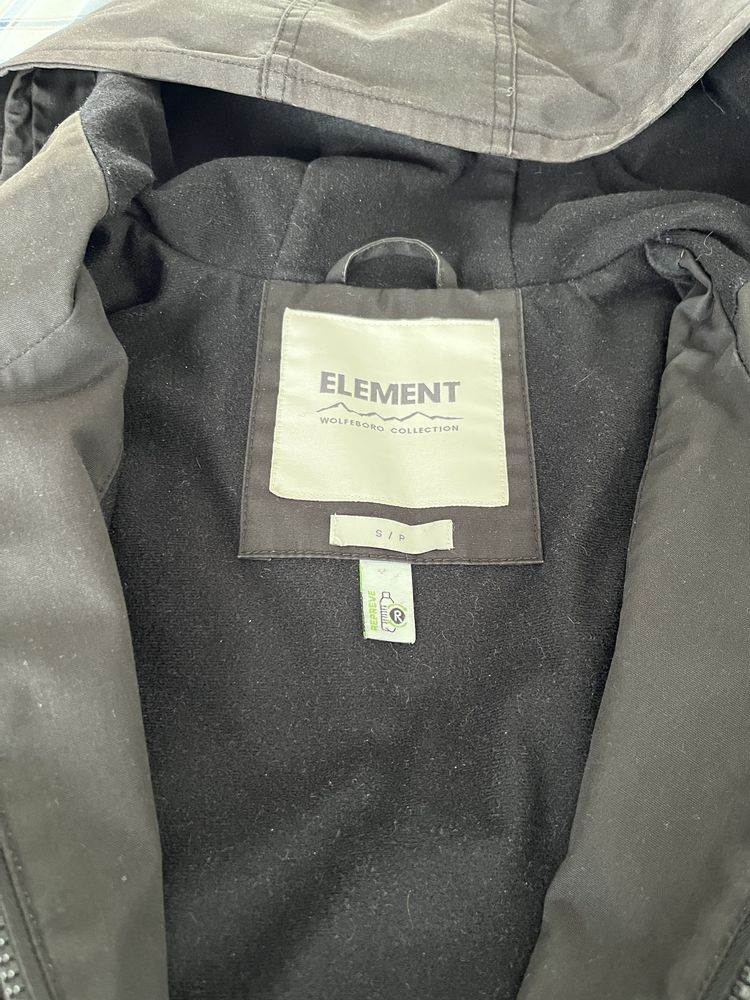 ELEMENT
WOLFEBORO COLLECTION
S / P
REPREVE
R